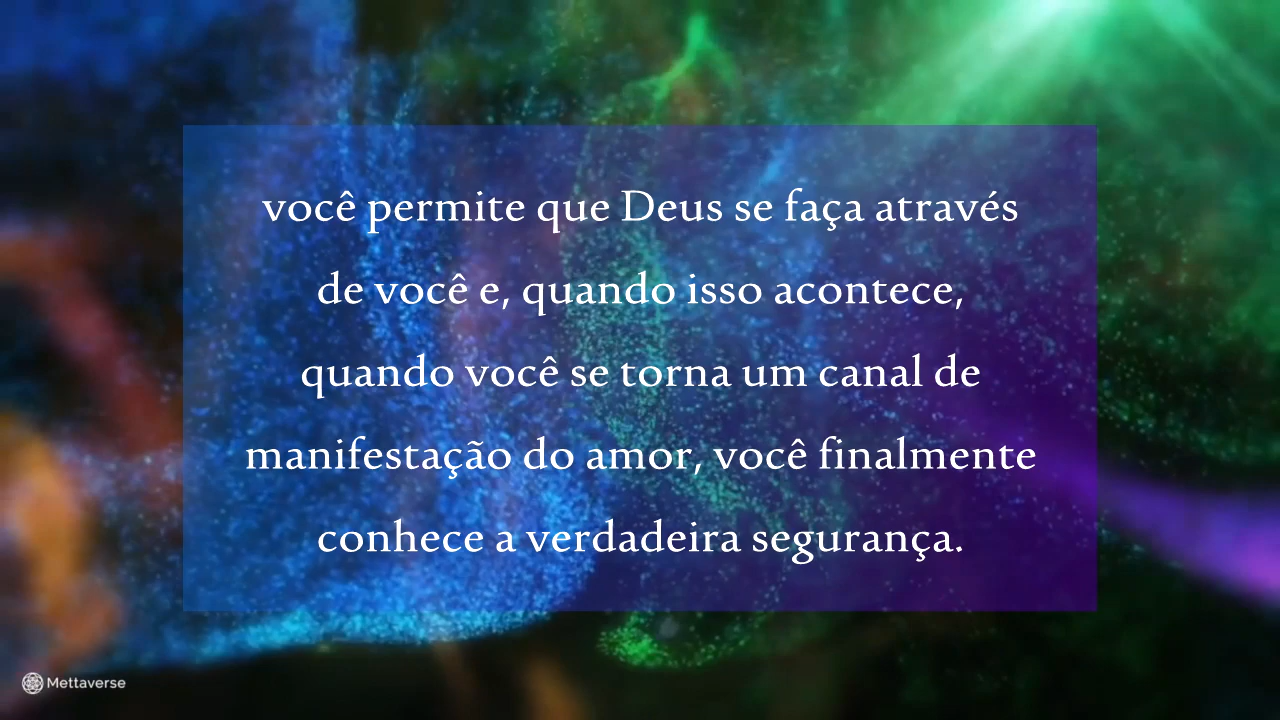 você permite que Deus se faça através
de você e, quando isso acontece,
quando você se torna um canal de
manifestação do amor, você finalmente
conhece a verdadeira segurança.
Mettaverse